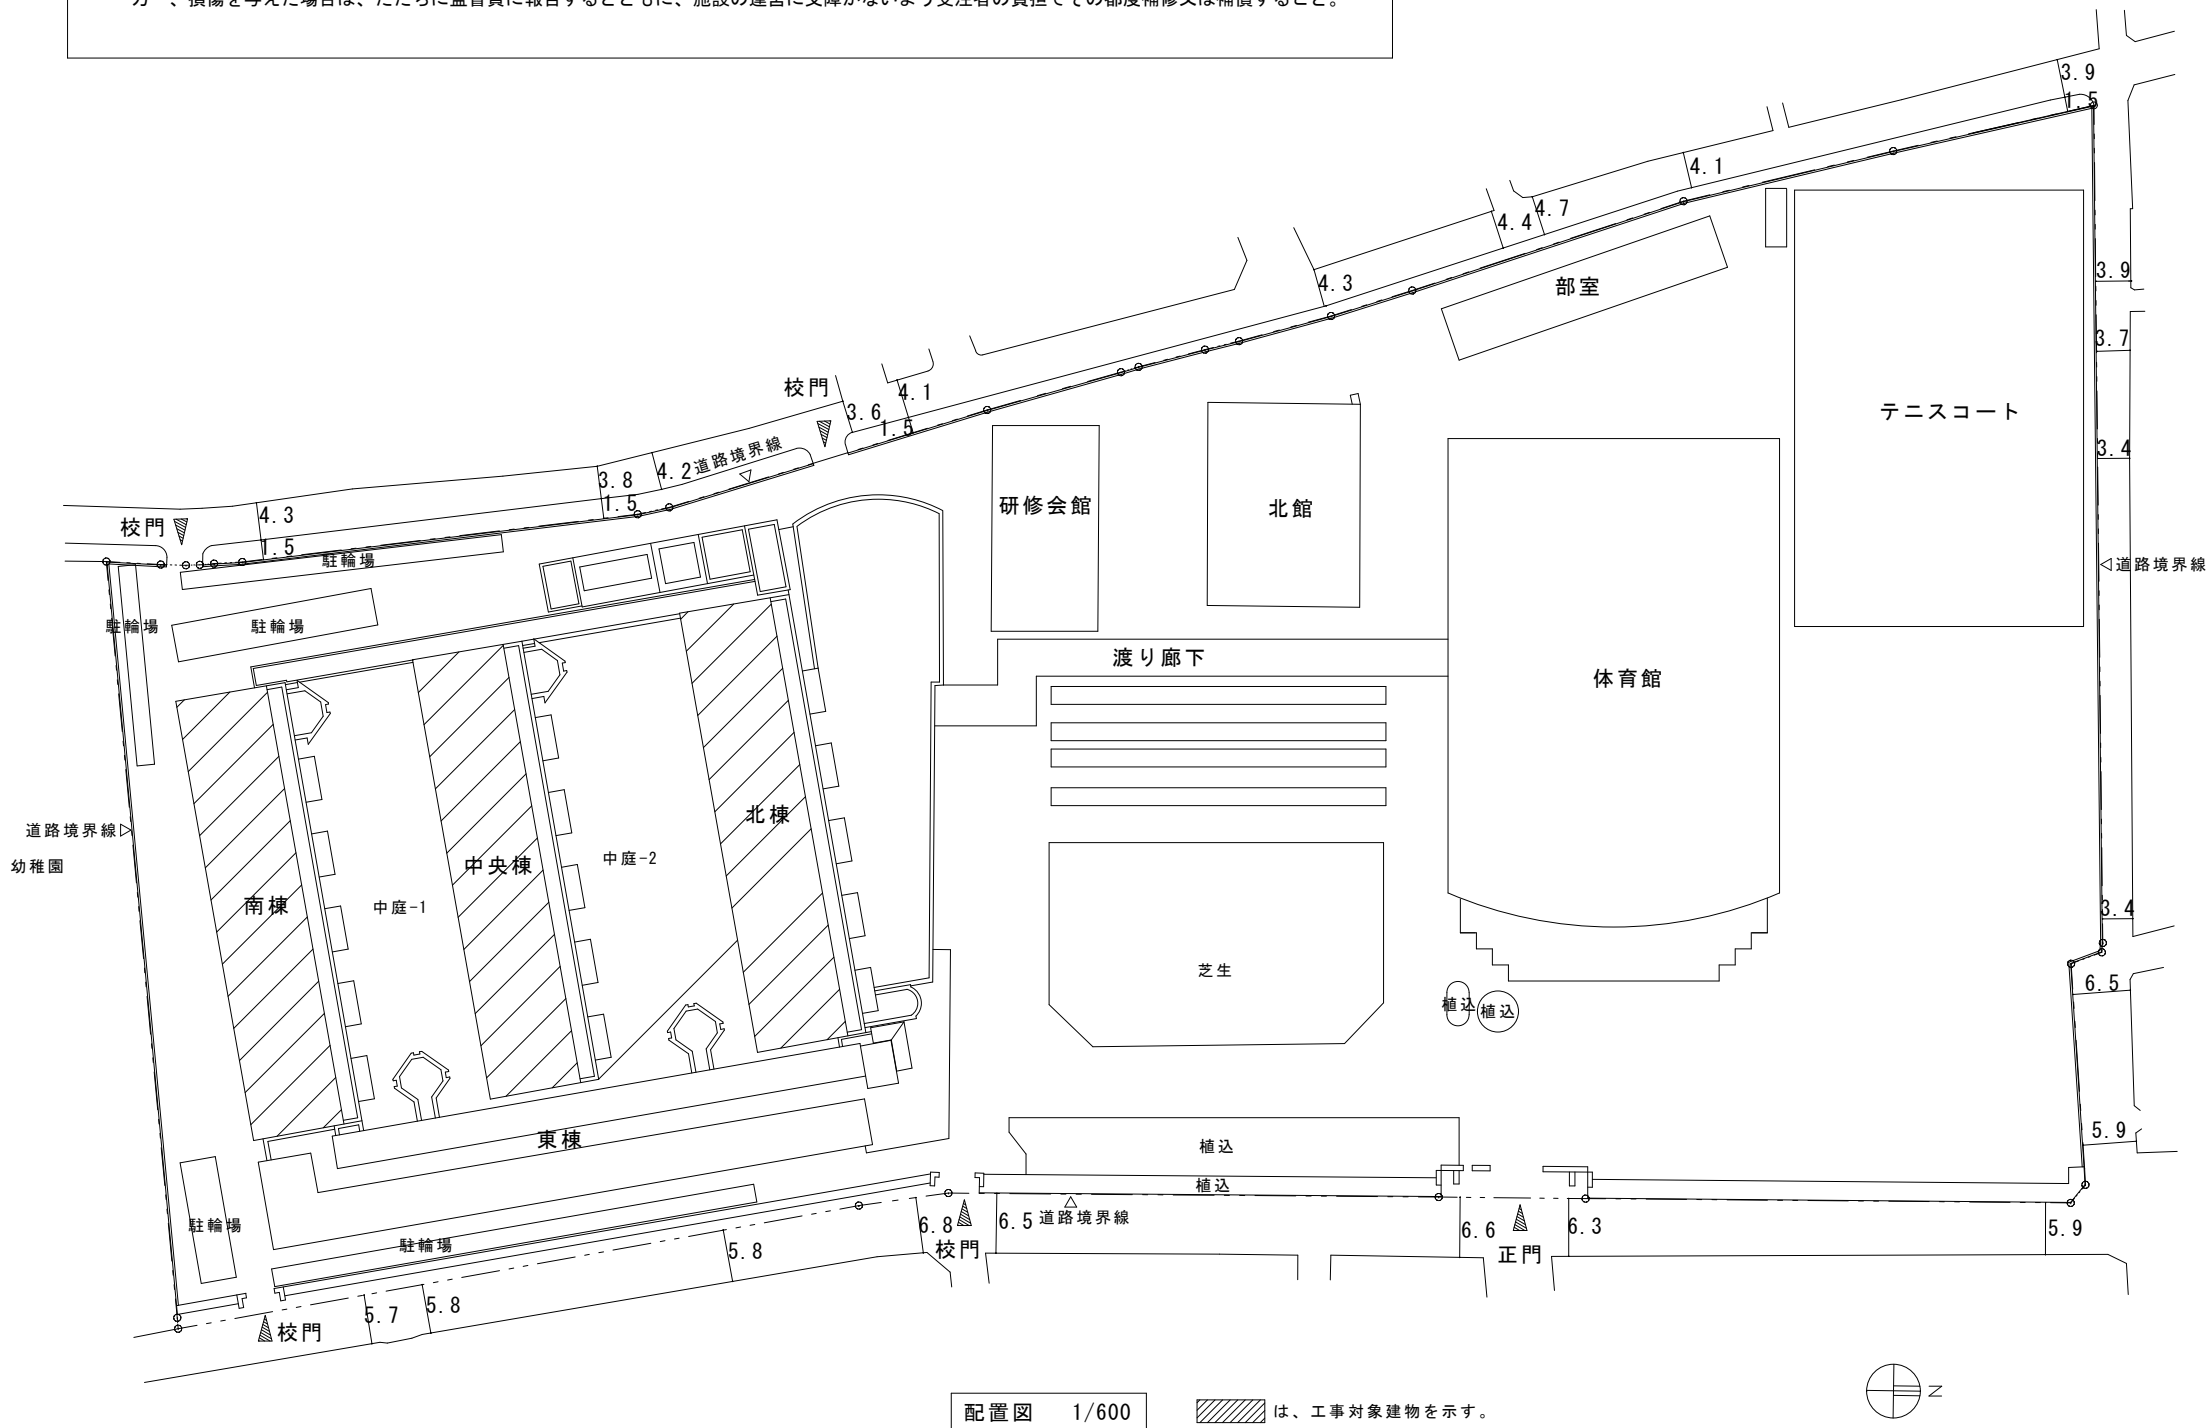 万一、損傷を与えた場合は、ただちに監督員に報告するとともに、施設の運営に支障がないよう受注者の負担でその都度補修又は補償すること。
3.9
1.5
4.1
4.7
4.4
4.3
部室
3.9
3.7
テニスコート
3.4
校門
4.1
3.6
1.5
道路境界線
4.2
3.8
1.5
研修会館
北館
4.3
校門
1.5
駐輪場
道路境界線
駐輪場
駐輪場
渡り廊下
体育館
北棟
道路境界線
中庭-2
中央棟
幼稚園
南棟
中庭-1
3.4
芝生
植込
植込
6.5
東棟
植込
5.9
植込
駐輪場
駐輪場
6.8
6.5
道路境界線
6.6
6.3
5.9
校門
5.8
正門
5.7
5.8
校門
N
配置図 1/600
は、工事対象建物を示す。